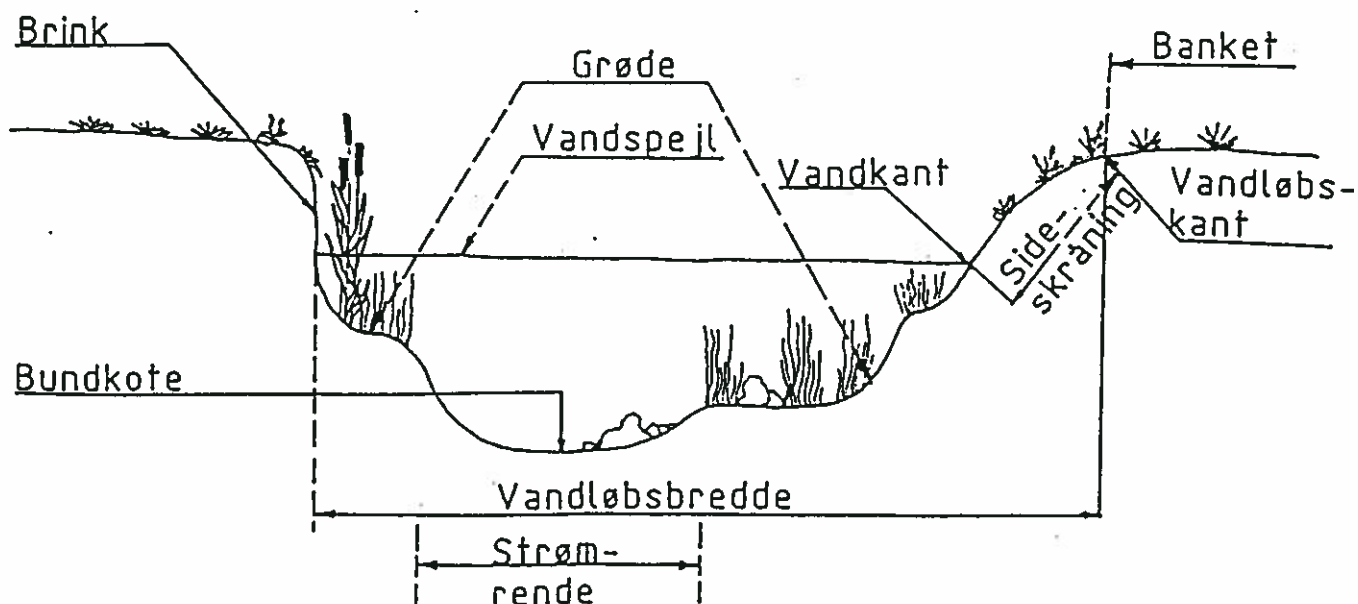 Brink
Banket
Grøde
Vandspejl
Vandkant
Vandløbs-
kant
Side-
skråning
Bundkote
Vandløbsbredde
Strøm-
rende